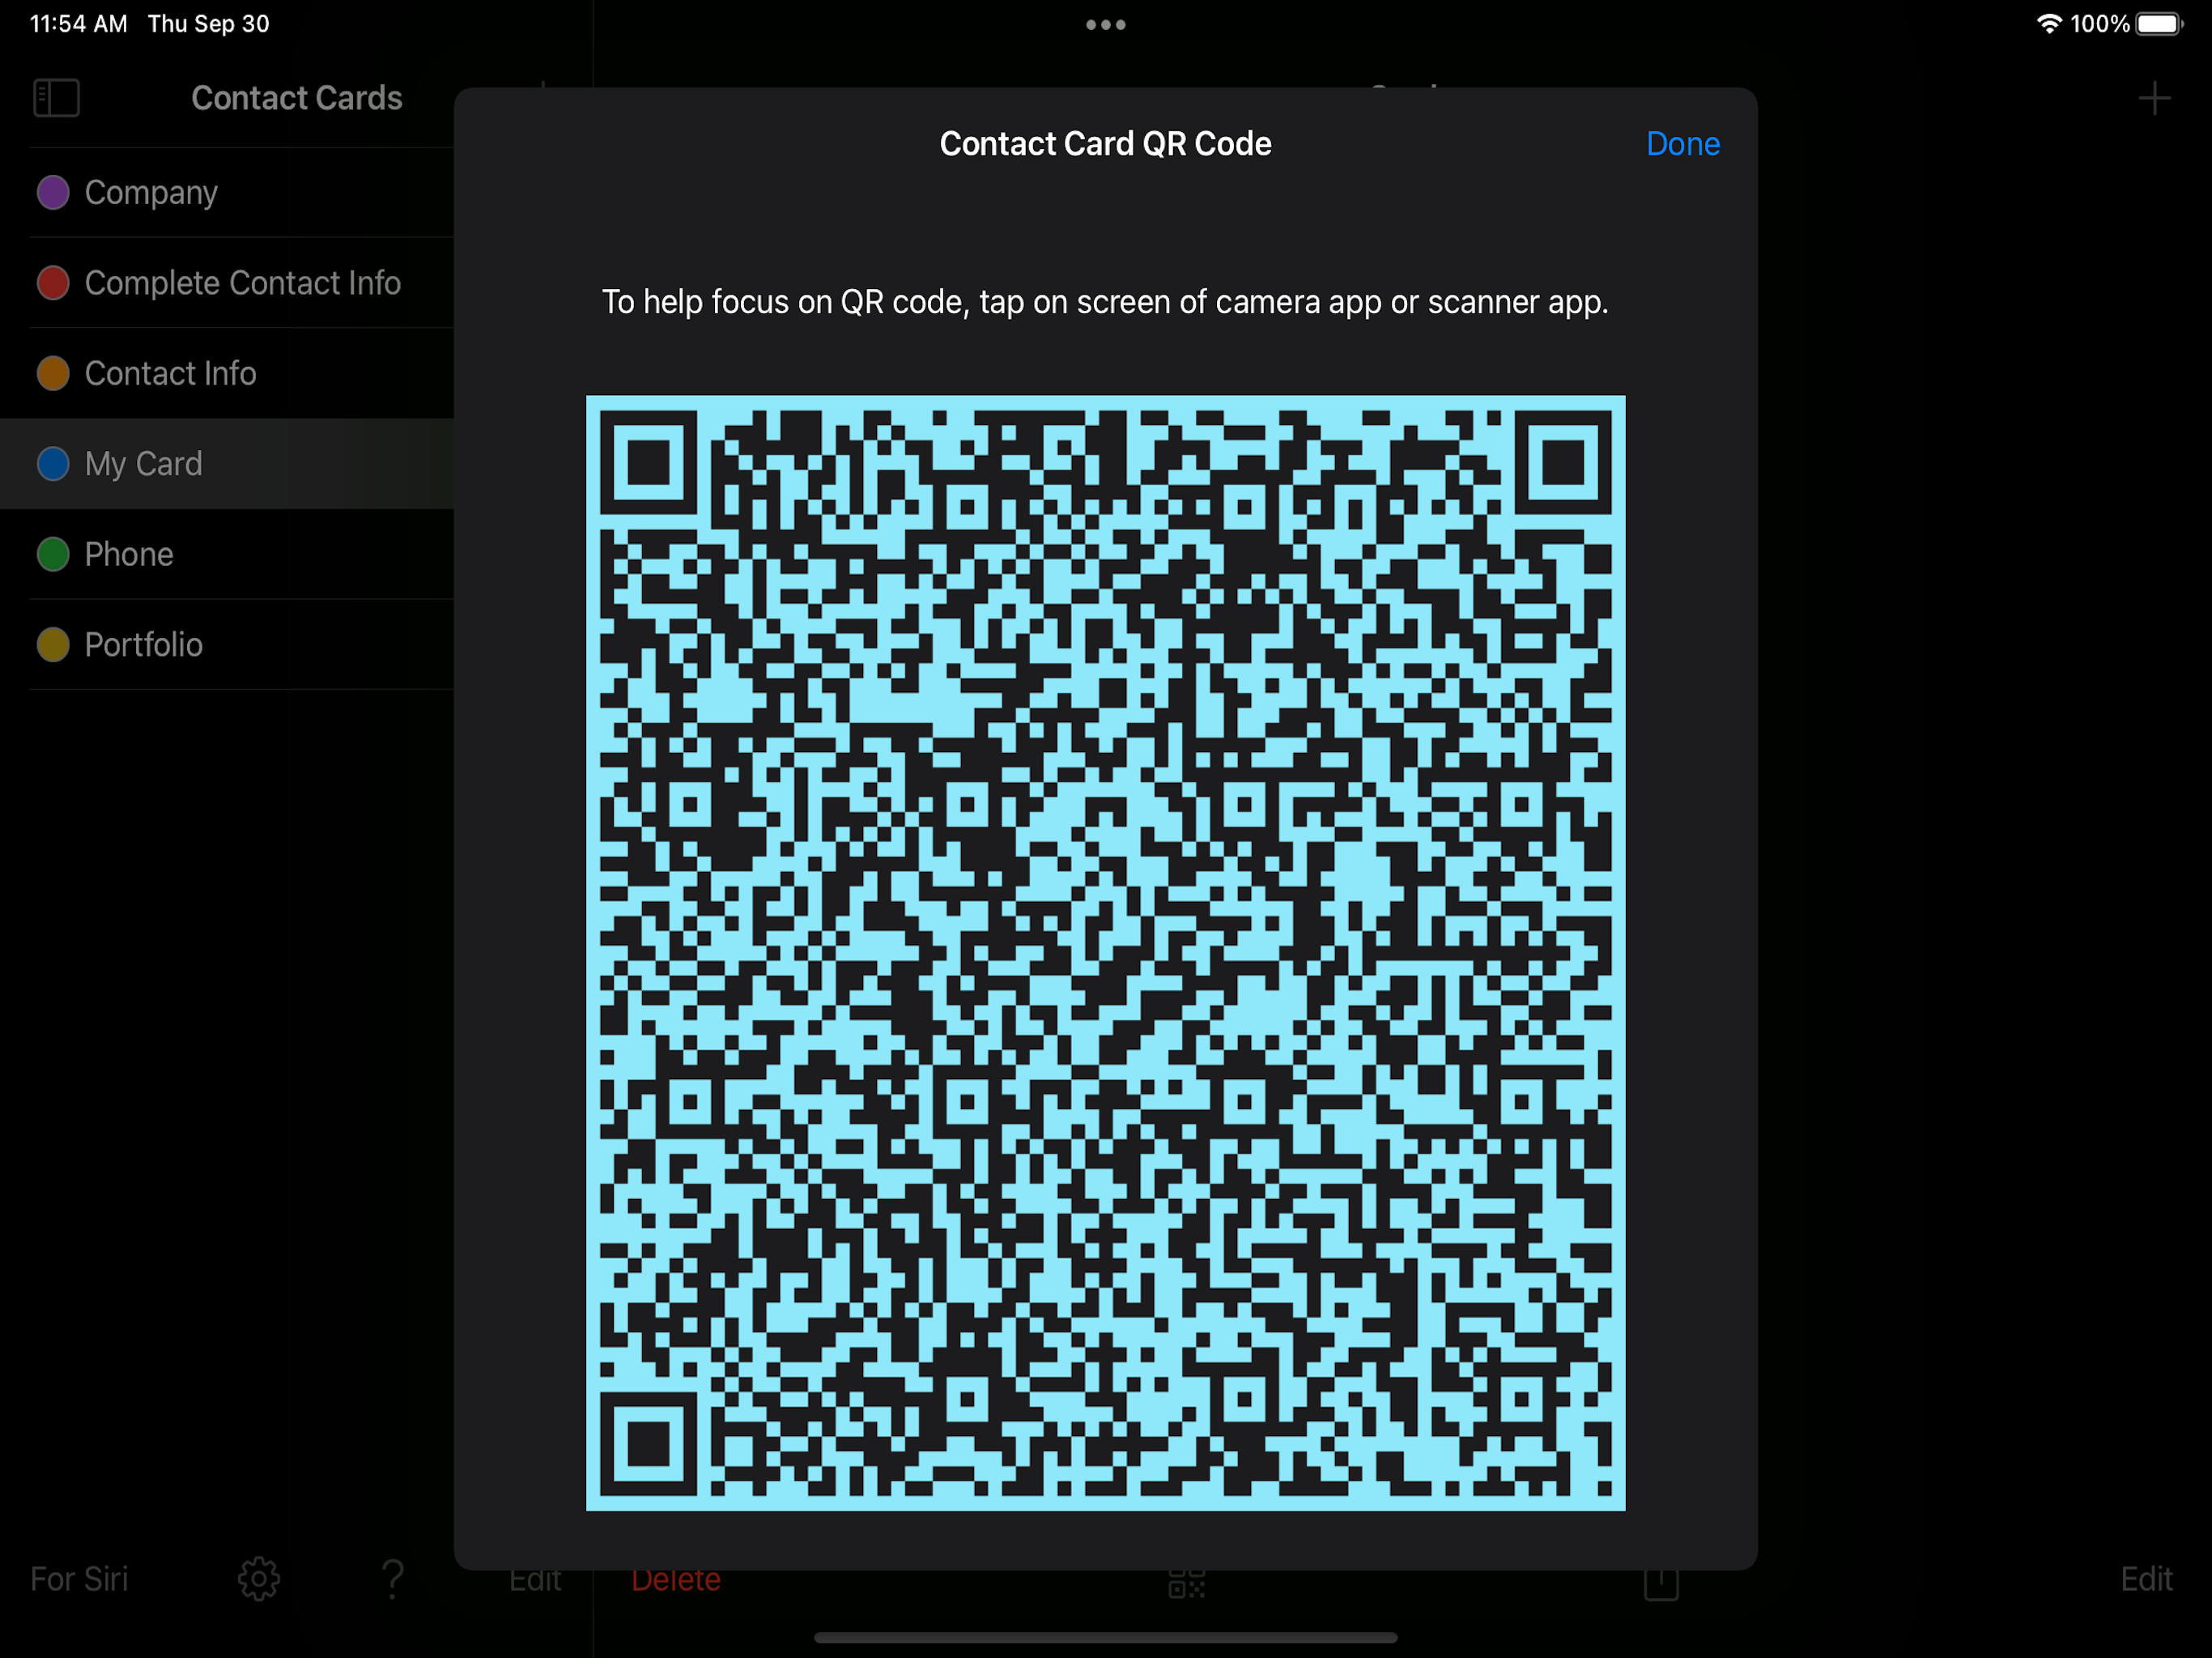 11:54 AM Thu Sep 30
100%
Contact Cards
Contact Card QR Code
Done
Company
Complete Contact Info
To help focus on QR code, tap on screen of camera app or scanner app.
Contact Info
My Card
Phone
Portfolio
For Siri
?
Edit
Delete
Edit